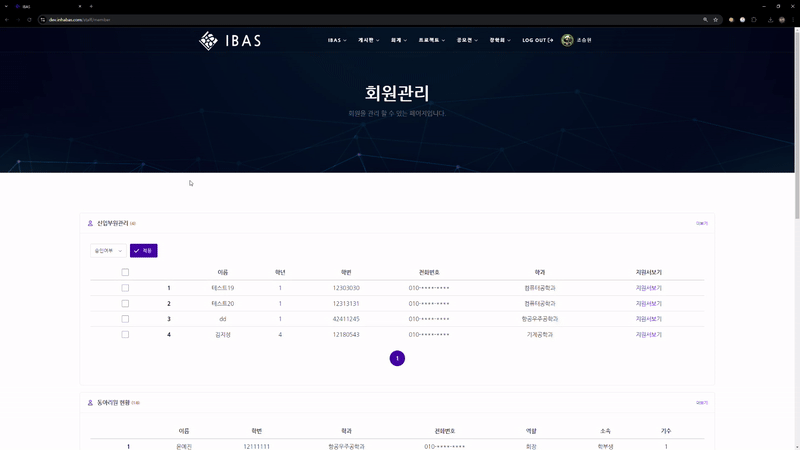 IBAS
dev.inhabas.com/staff/member
IBAS
IBAS 게시판 회계 프로젝트 공모전 장학회 LOG OUT 조승현
회원관리
회원을 관리 할 수 있는 페이지입니다.
신입부원관리 (4) 더보기
승인여부 적용
이름 학년 학번 전화번호 학과 지원서보기
1 테스트19 1 12303030 010-****-**** 컴퓨터공학과 지원서보기
2 테스트20 1 12313131 010-****-**** 컴퓨터공학과 지원서보기
3 dd 1 42411245 010-****-**** 항공우주공학과 지원서보기
4 김지상 4 12180543 010-****-**** 기계공학과 지원서보기
1
동아리원 현황 더보기
이름 학번 학과 전화번호 역할 소속 기수
1 윤예진 12111111 항공우주공학과 010-****-**** 회장 학부생 1